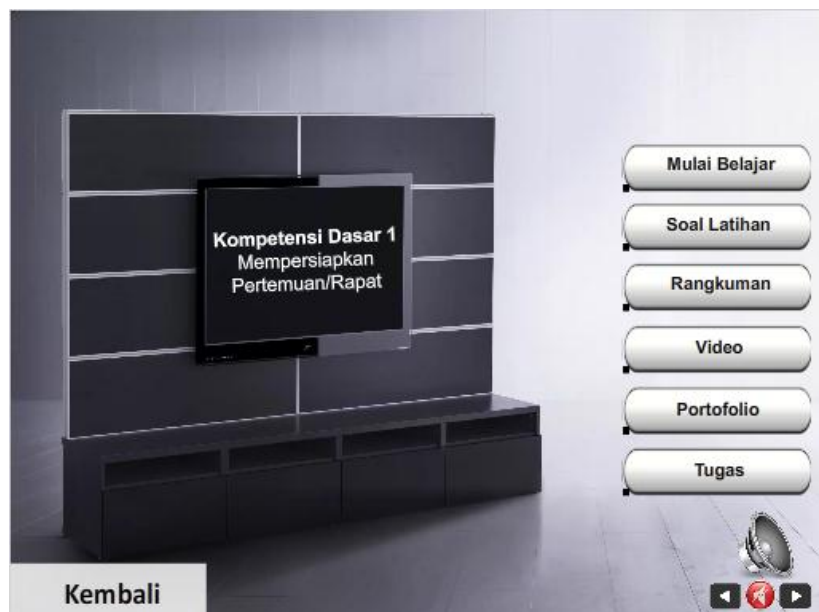 Kompetensi Dasar 1
Mempersiapkan
Pertemuan/Rapat
Mulai Belajar
Soal Latihan
Rangkuman
Video
Portofolio
Tugas
Kembali